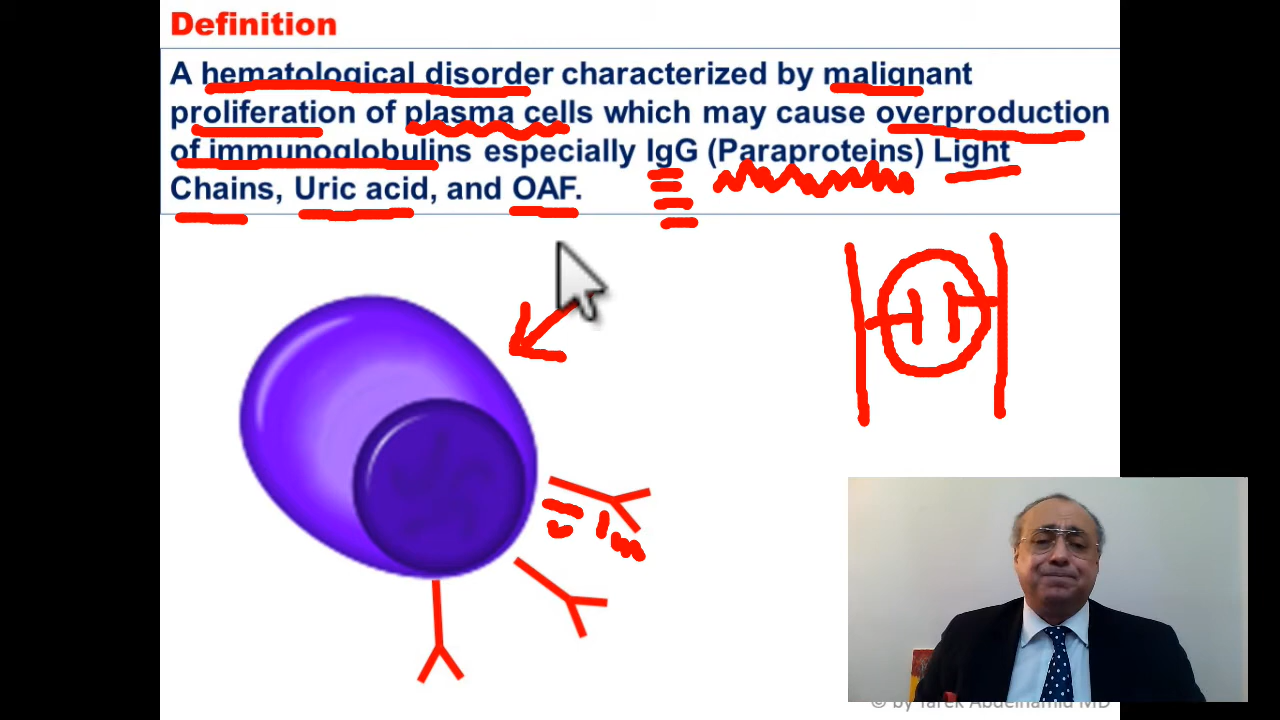 Definition
A hematological disorder characterized by malignant
proliferation of plasma cells which may cause overproduction
of immunoglobulins especially IgG (Paraproteins) Light
Chains, Uric acid, and OAF.
© by Tarek Abdelhamid MD